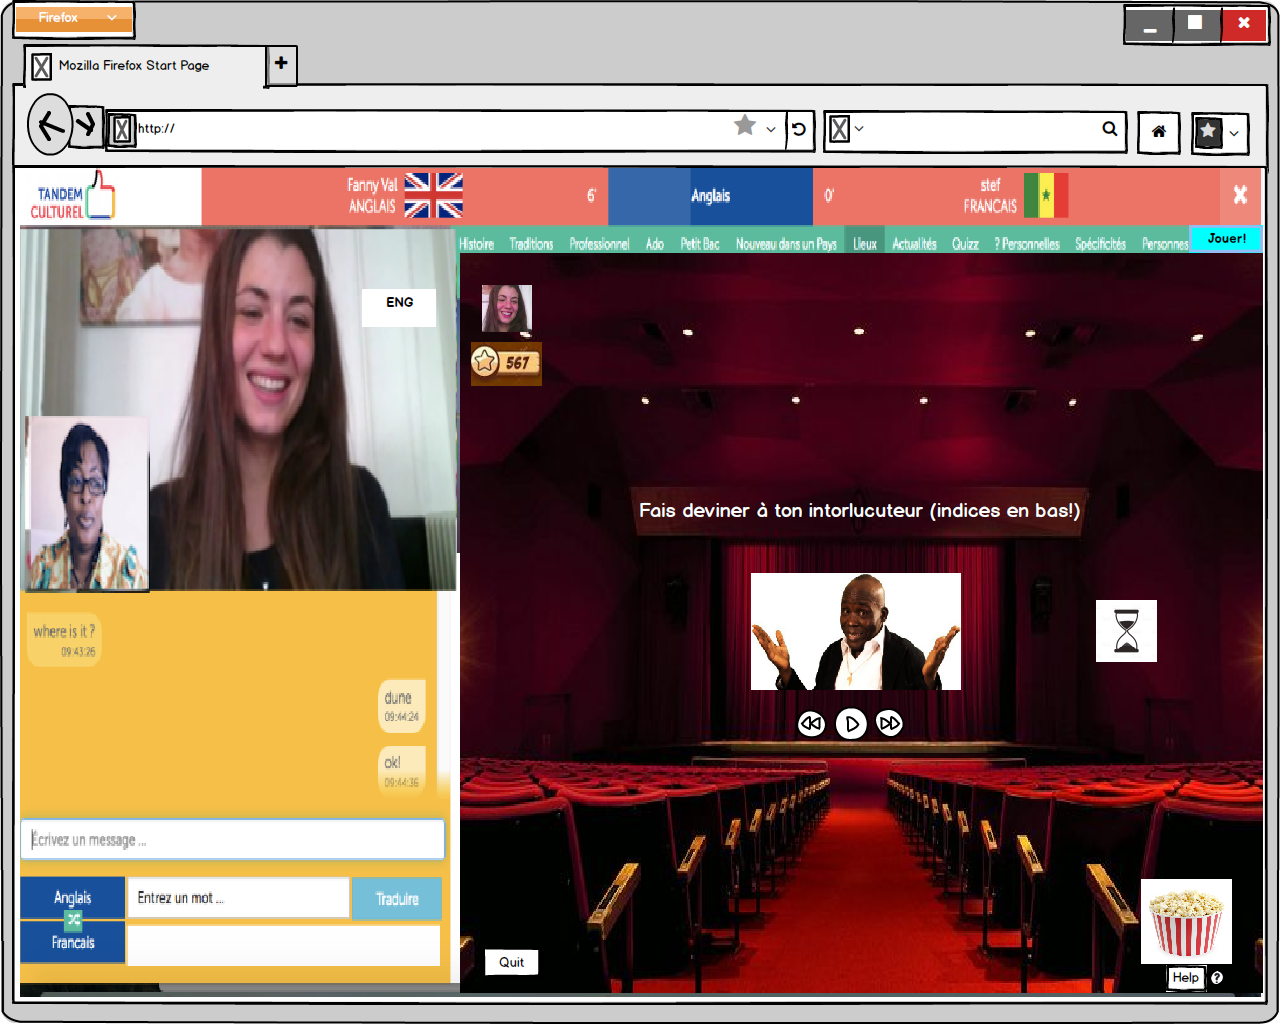 Firefox
Mozilla Firefox Start Page
http://
TANDEM
CULTUREL
Fanny Val
ANGLAIS
6'
Anglais
0'
stef
FRANCAIS
Histoire Traditions Professionnel Ado Petit Bac Nouveau dans un Pays Lieux Actualités Quizz ? Personnelles Spécificités Personnes Jouer!
ENG
567
Fais deviner à ton intorlucuteur (indices en bas!)
where is it ?
09:43:26
dune
09:44:24
ok!
09:44:36
Écrivez un message ...
Anglais
Entrez un mot ...
Traduire
Francais
Quit
Help
?